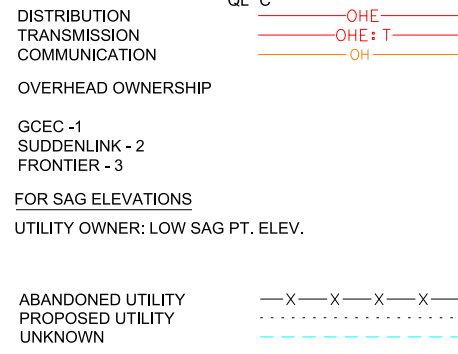 QL "C"
DISTRIBUTION OHE
TRANSMISSION OHE: T
COMMUNICATION OH
OVERHEAD OWNERSHIP
GCEC -1
SUDDENLINK - 2
FRONTIER - 3
FOR SAG ELEVATIONS
UTILITY OWNER: LOW SAG PT. ELEV.
ABANDONED UTILITY X X X X
PROPOSED UTILITY
UNKNOWN